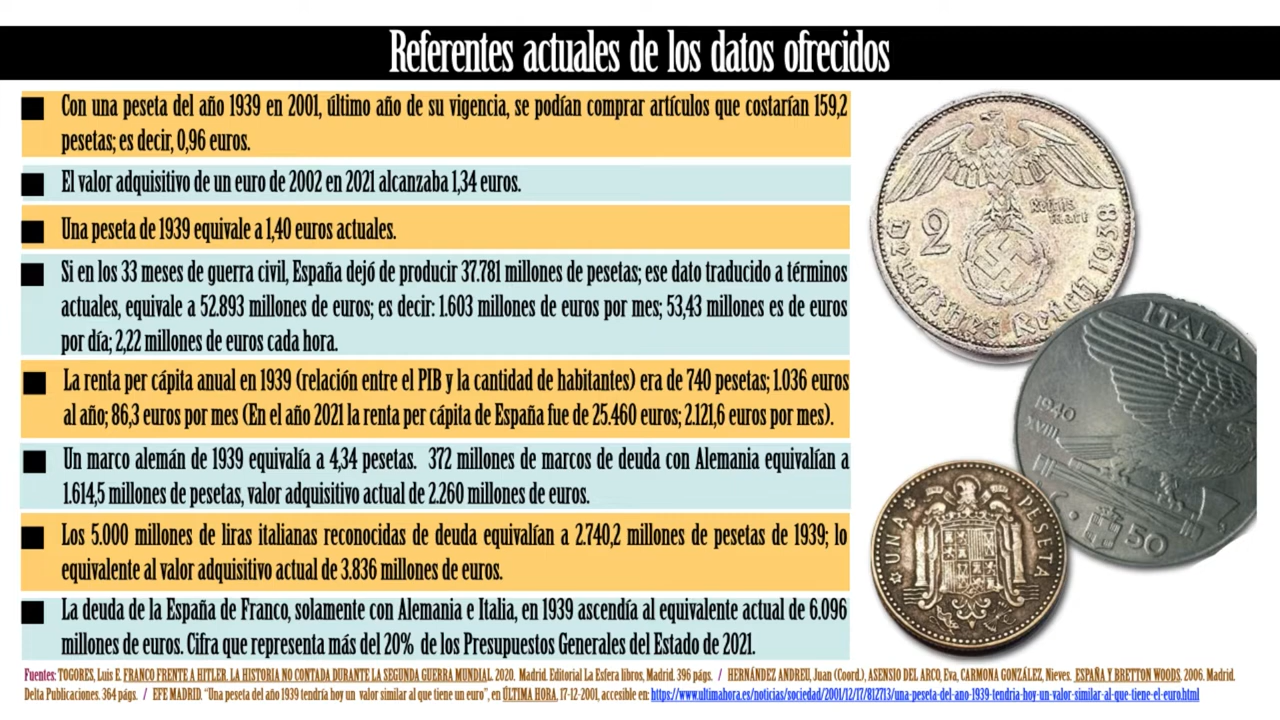 Referentes actuales de los datos ofrecidos
Con una peseta del año 1939 en 2001, último año de su vigencia, se podían comprar artículos que costarían 159,2
pesetas; es decir, 0,96 euros.
El valor adquisitivo de un euro de 2002 en 2021 alcanzaba 1,34 euros.
Una peseta de 1939 equivale a 1,40 euros actuales.
Si en los 33 meses de guerra civil, España dejó de producir 37.781 millones de pesetas; ese dato traducido a términos
actuales, equivale a 52.893 millones de euros; es decir: 1.603 millones de euros por mes; 53,43 millones es de euros
por día; 2,22 millones de euros cada hora.
La renta per cápita anual en 1939 (relación entre el PIB y la cantidad de habitantes) era de 740 pesetas; 1.036 euros
al año; 86,3 euros por mes (En el año 2021 la renta per cápita de España fue de 25.460 euros; 2.121,6 euros por mes).
Un marco alemán de 1939 equivalía a 4,34 pesetas. 372 millones de marcos de deuda con Alemania equivalían a
1.614,5 millones de pesetas, valor adquisitivo actual de 2.260 millones de euros.
Los 5.000 millones de liras italianas reconocidas de deuda equivalían a 2.740,2 millones de pesetas de 1939; lo
equivalente al valor adquisitivo actual de 3.836 millones de euros.
La deuda de la España de Franco, solamente con Alemania e Italia, en 1939 ascendía al equivalente actual de 6.096
millones de euros. Cifra que representa más del 20% de los Presupuestos Generales del Estado de 2021.
2
Reichs
mark
Deutsches Reich 1938
ITALIA
1940
XVIII
50
UNA PESETA
Fuentes: TOGORES, Luis E. FRANCO FRENTE A HITLER. LA HISTORIA NO CONTADA DURANTE LA SEGUNDA GUERRA MUNDIAL. 2020. Madrid. Editorial La Esfera libros, Madrid. 396 págs. / HERNÁNDEZ ANDREU, Juan (Coord.), ASENSIO DEL ARCO, Eva, CARMONA GONZÁLEZ, Nieves. ESPAÑA Y BRETTON WOODS. 2006. Madrid.
Delta Publicaciones. 364 págs. / EFE MADRID. "Una peseta del año 1939 tendría hoy un valor similar al que tiene un euro", en ÚLTIMA HORA, 17-12-2001, accesible en: https://www.ultimahora.es/noticias/sociedad/2001/12/17/812713/una-peseta-del-ano-1939-tendria-hoy-un-valor-similar-al-que-tiene-el-euro.html